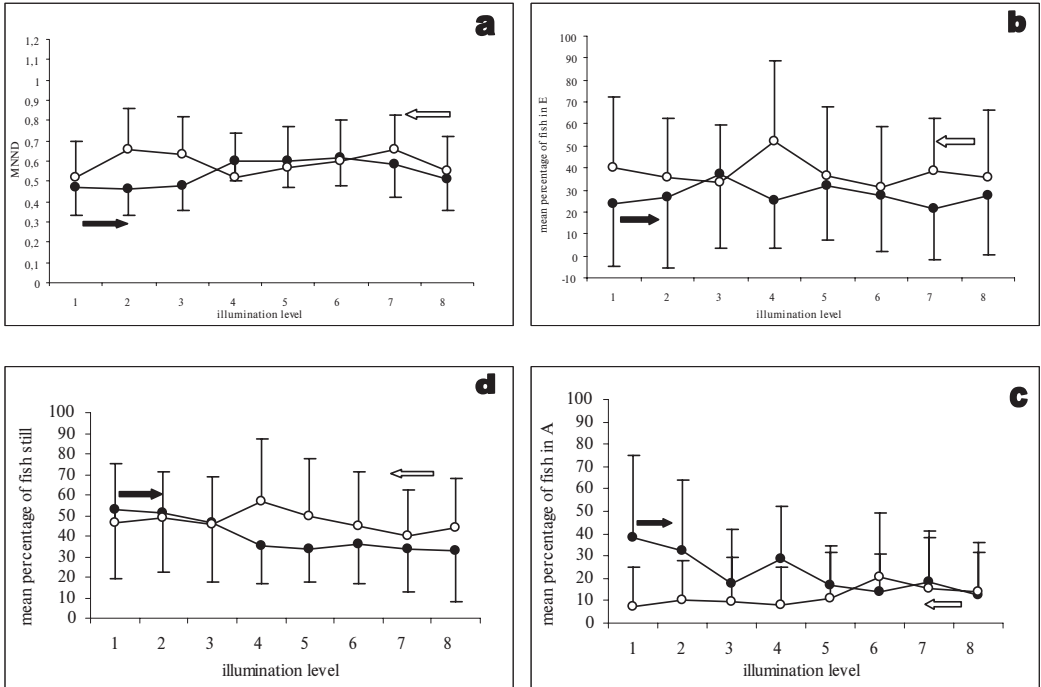 a
MNND
1,2
1,1
1
0,9
0,8
0,7
0,6
0,5
0,4
0,3
0,2
0,1
0
1 2 3 4 5 6 7 8
illumination level
b
mean percentage of fish in E
100
90
80
70
60
50
40
30
20
10
0
-10
1 2 3 4 5 6 7 8
illumination level
d
mean percentage of fish still
100
90
80
70
60
50
40
30
20
10
0
1 2 3 4 5 6 7 8
illumination level
c
mean percentage of fish in A
100
90
80
70
60
50
40
30
20
10
0
1 2 3 4 5 6 7 8
illumination level